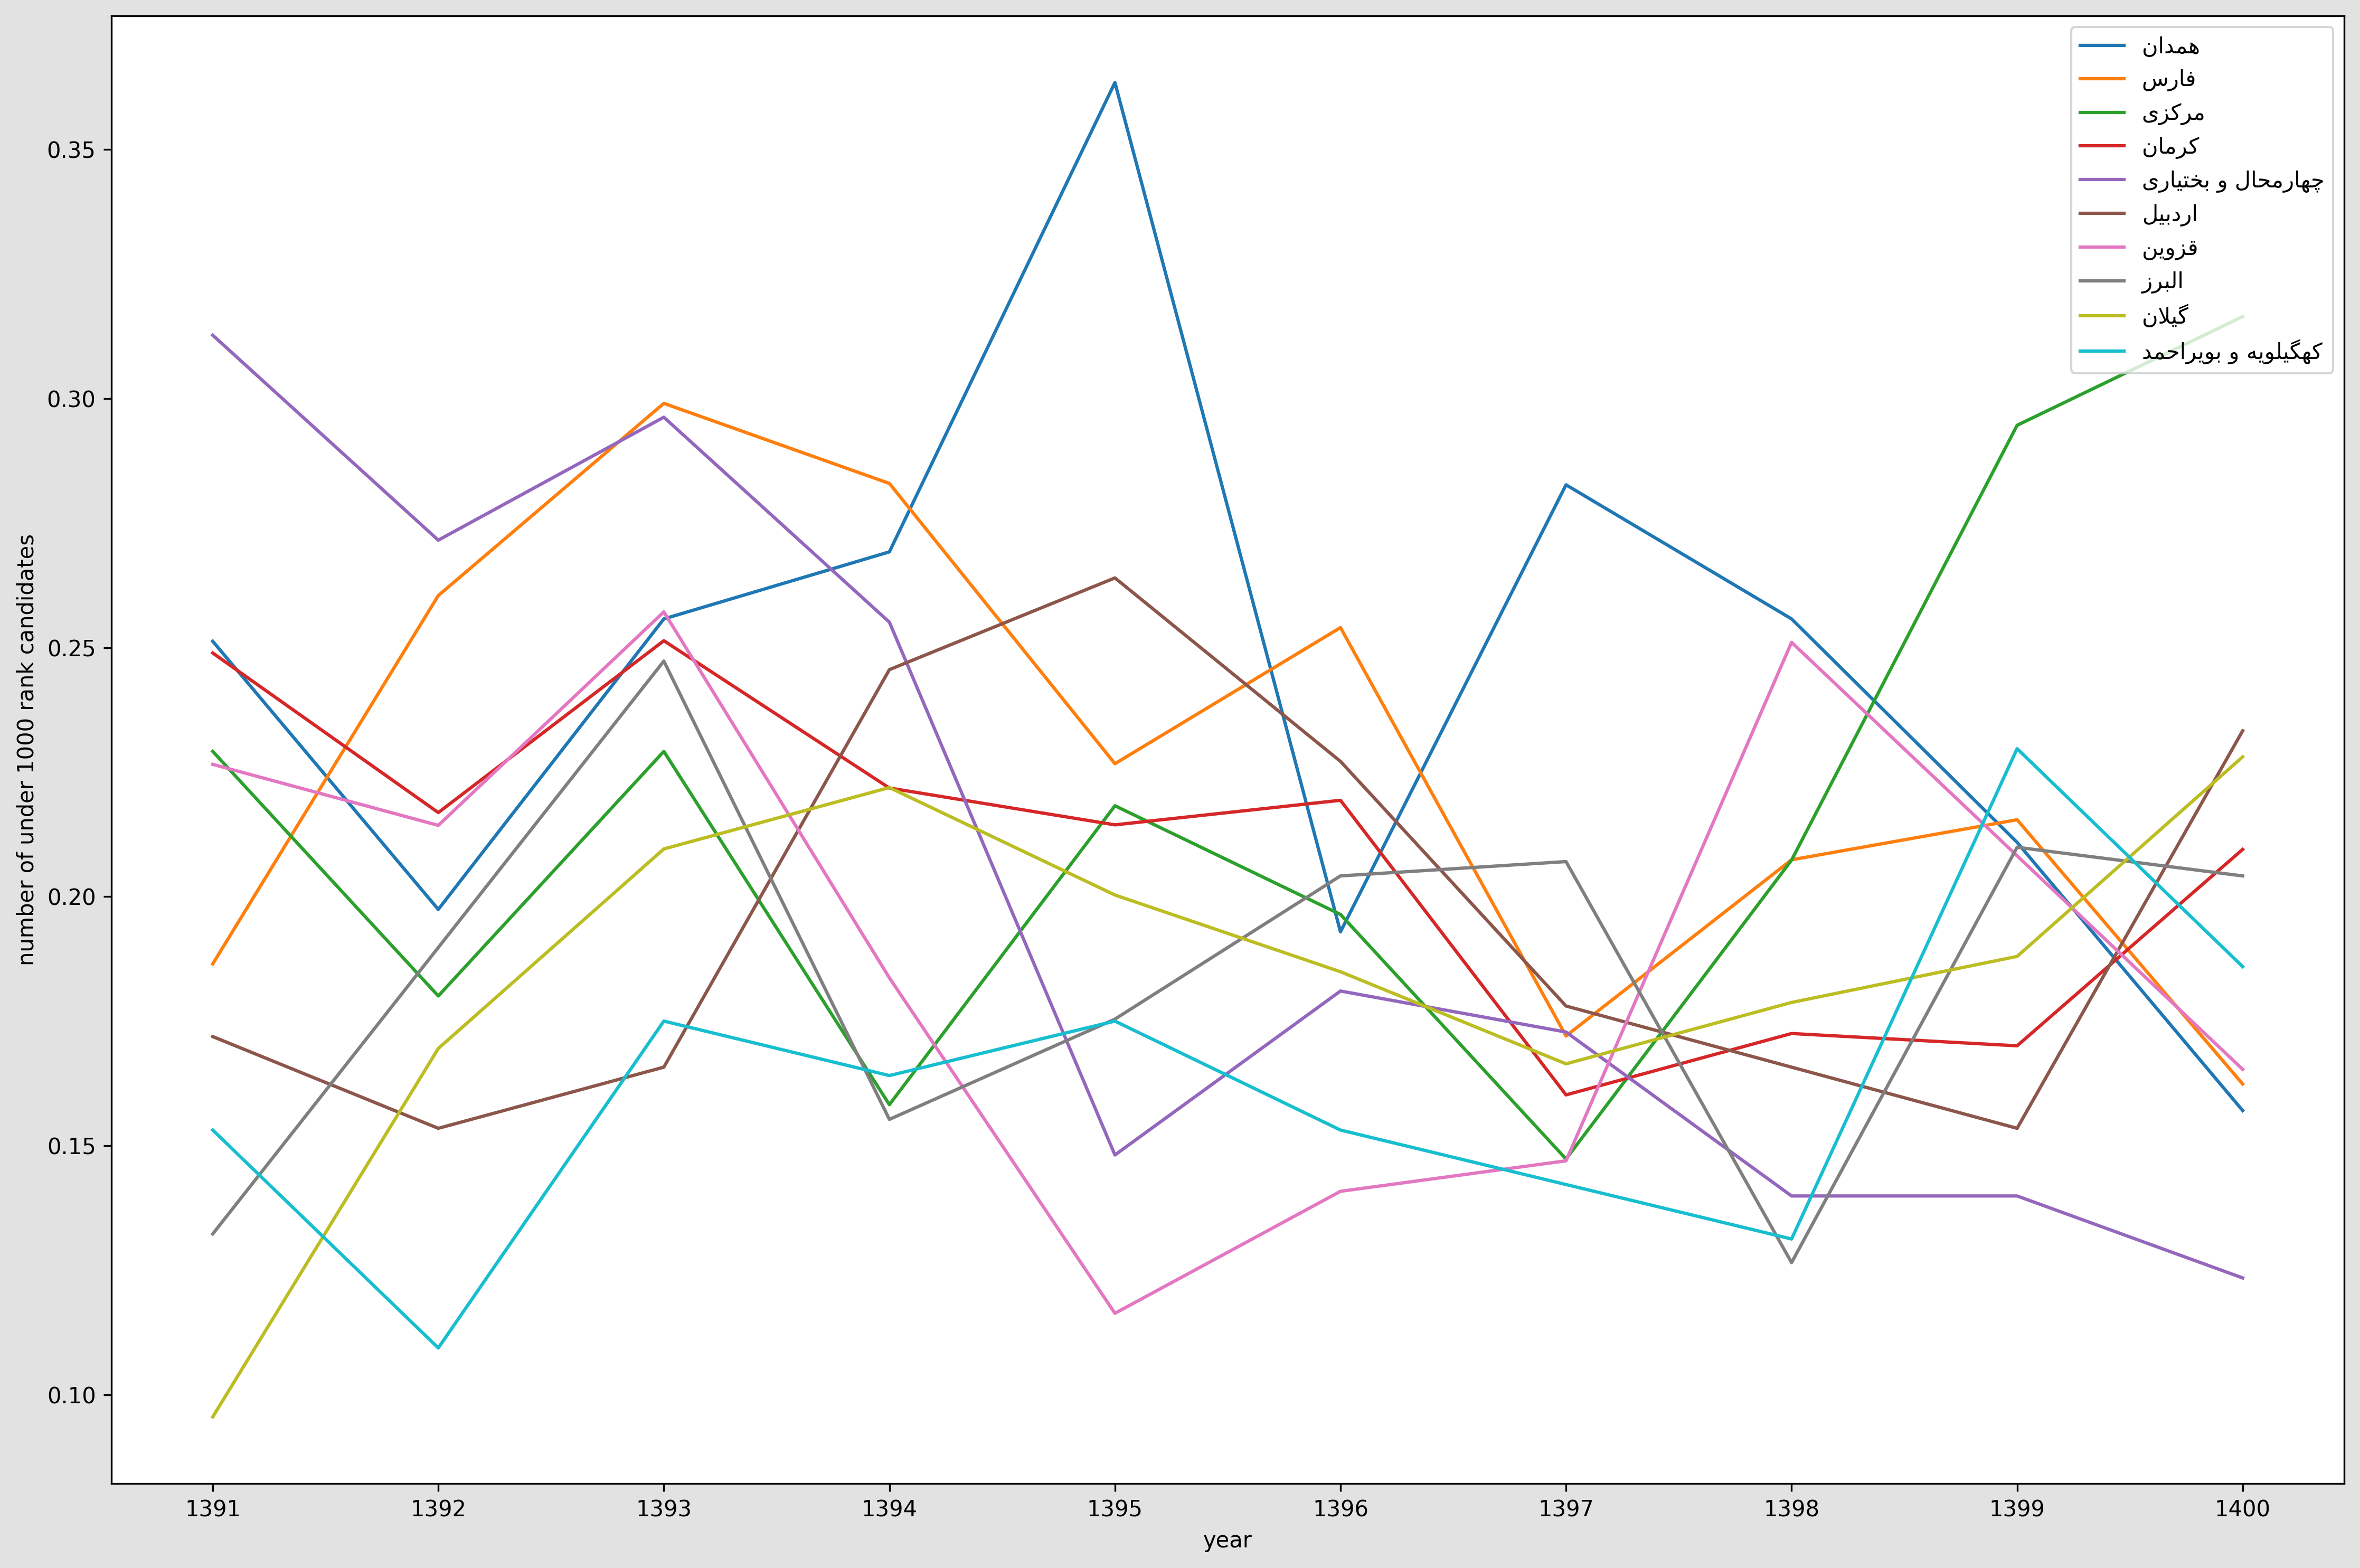 همدان
فارس
مرکزی
کرمان
چهارمحال و بختیاری
اردبیل
قزوین
البرز
گیلان
کهگیلویه و بویراحمد
0.35
0.30
0.25
0.20
0.15
0.10
number of under 1000 rank candidates
1391 1392 1393 1394 1395 1396 1397 1398 1399 1400
year